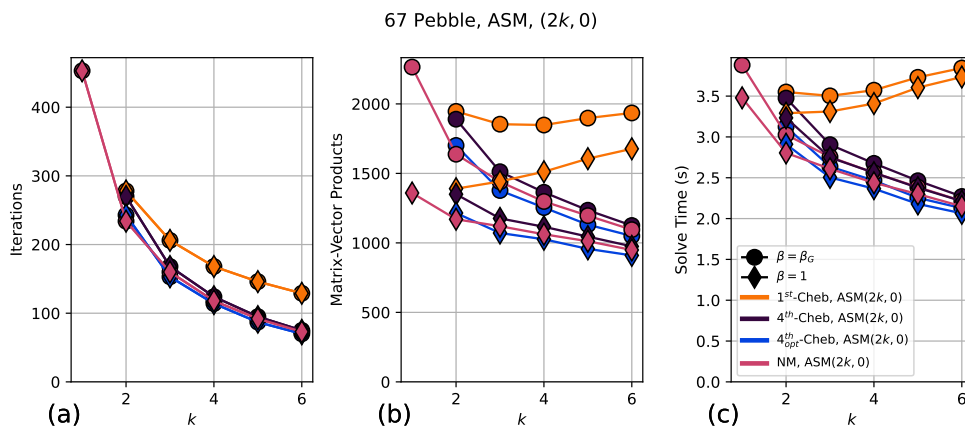 67 Pebble, ASM, (2k, 0)
Iterations
400
300
200
100
0
2
4
6
k
(a)
Matrix-Vector Products
2000
1500
1000
500
0
2
4
6
k
(b)
Solve Time (s)
3.5
3.0
2.5
2.0
1.5
1.0
0.5
0.0
2
4
6
k
(c)
β = β_G
β = 1
1^{st}-Cheb, ASM(2k, 0)
4^{th}-Cheb, ASM(2k, 0)
4^{th}_{opt}-Cheb, ASM(2k, 0)
NM, ASM(2k, 0)